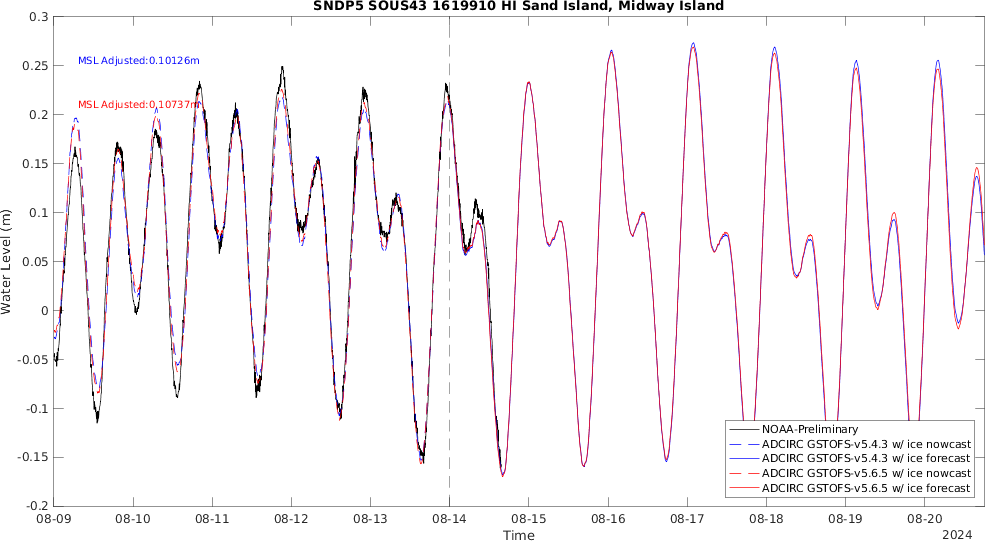 SNDP5 SOUS43 1619910 HI Sand Island, Midway Island
0.3
0.25
0.2
0.15
0.1
0.05
0
-0.05
-0.1
-0.15
-0.2
Water Level (m)
MSL Adjusted:0.10126m
MSL Adjusted:0.10737m
NOAA-Preliminary
ADCIRC GSTOFS-v5.4.3 w/ ice nowcast
ADCIRC GSTOFS-v5.4.3 w/ ice forecast
ADCIRC GSTOFS-v5.6.5 w/ ice nowcast
ADCIRC GSTOFS-v5.6.5 w/ ice forecast
08-09 08-10 08-11 08-12 08-13 08-14 08-15 08-16 08-17 08-18 08-19 08-20
Time
2024